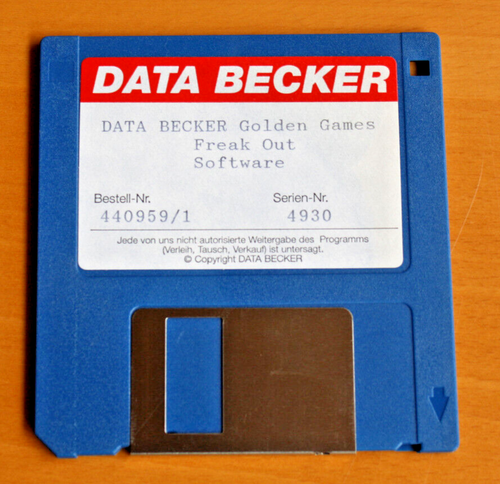 DATA BECKER
DATA BECKER Golden Games
Freak Out
Software
Bestell-Nr. Serien-Nr.
440959/1 4930
Jede von uns nicht autorisierte Weitergabe des Programms
(Verleih, Tausch, Verkauf) ist untersagt.
© Copyright DATA BECKER